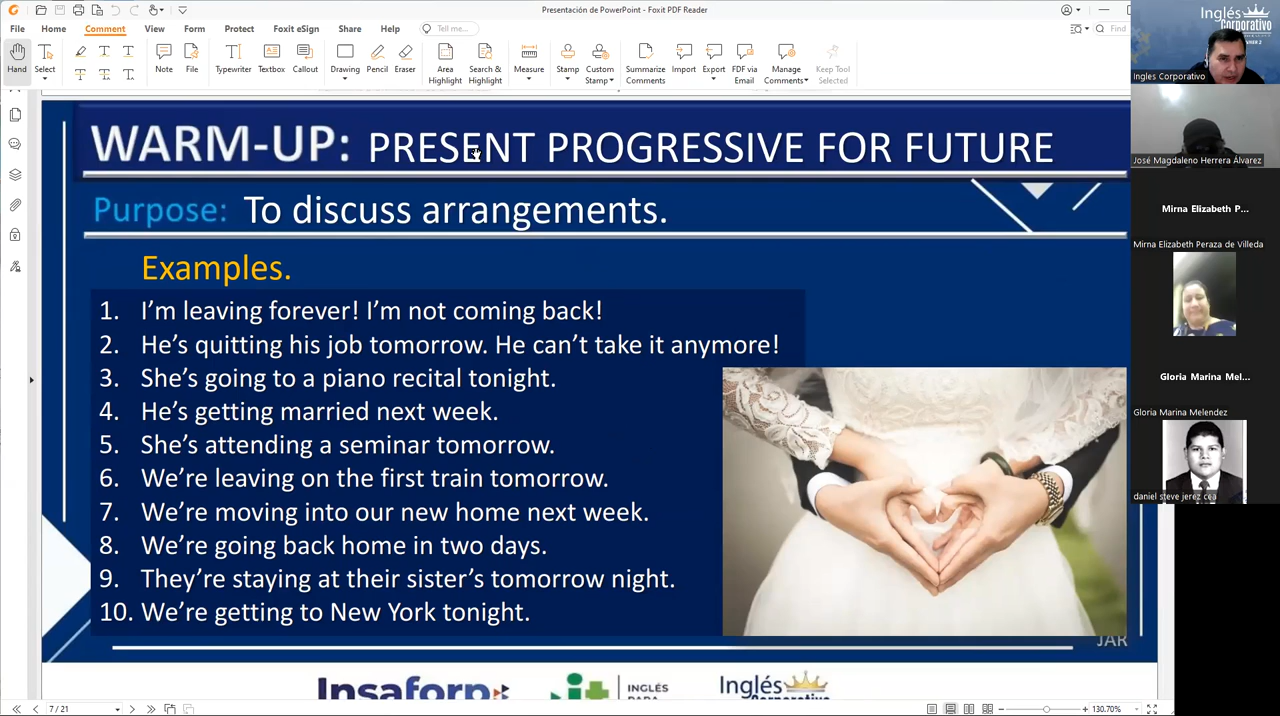 Presentación de PowerPoint - Foxit PDF Reader
File Home Comment View Form Protect Foxit eSign Share Help Tell me... Find
Hand Select Note File Typewriter Textbox Callout Drawing Pencil Eraser Area Highlight Search & Highlight Measure Stamp Custom Stamp Summarize Comments Import Export FDF via Email Manage Comments Keep Tool Selected
WARM-UP: PRESENT PROGRESSIVE FOR FUTURE
Purpose: To discuss arrangements.
Examples.
1. I'm leaving forever! I'm not coming back!
2. He's quitting his job tomorrow. He can't take it anymore!
3. She's going to a piano recital tonight.
4. He's getting married next week.
5. She's attending a seminar tomorrow.
6. We're leaving on the first train tomorrow.
7. We're moving into our new home next week.
8. We're going back home in two days.
9. They're staying at their sister's tomorrow night.
10. We're getting to New York tonight.
JAR
Insaforp
INGLÉS
PARA
Inglés
Corporativo
7 / 21
130.70%
Inglés
Corporativo
Ingles Corporativo
José Magdaleno Herrera Álvarez
Mirna Elizabeth P...
Mirna Elizabeth Peraza de Villeda
Gloria Marina Mel...
Gloria Marina Melendez
daniel steve jerez cea